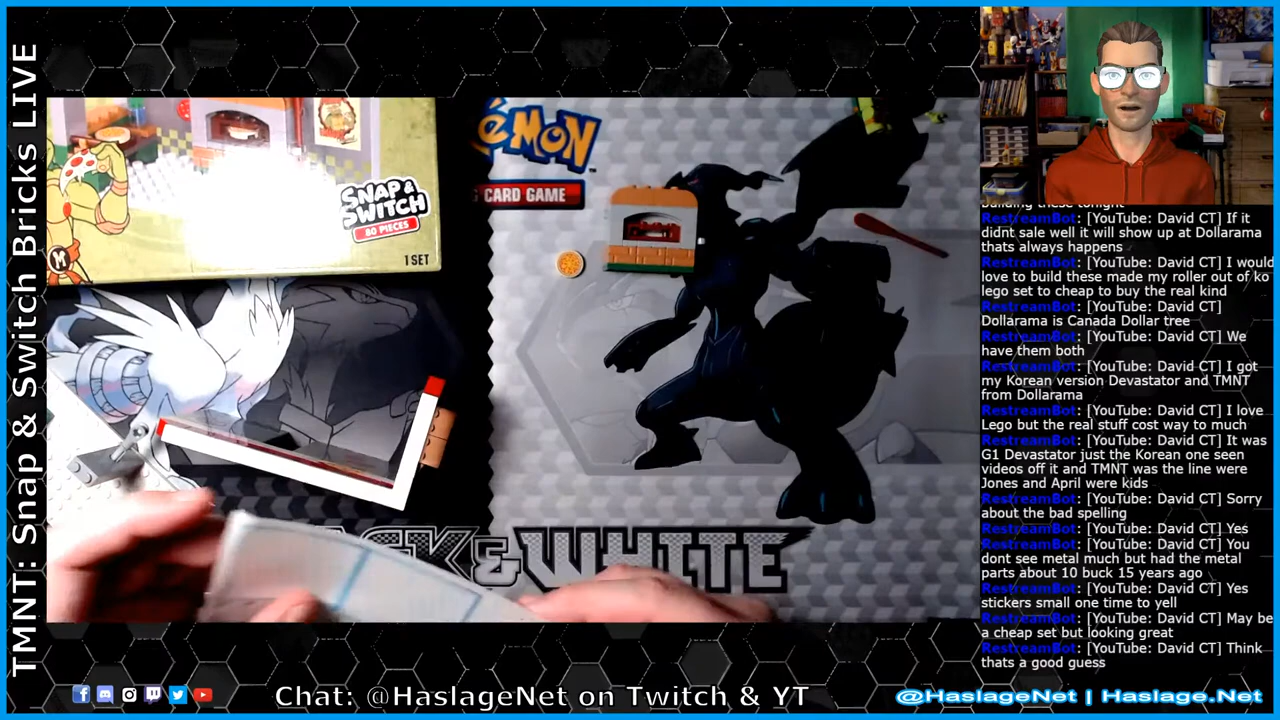 TMNT: Snap & Switch Bricks LIVE
SNAP &
SWITCH
80 PIECES
1 SET
CARD GAME
& WHITE
building these tonight
RestreamBot: [YouTube: David CT] If it
didnt sale well it will show up at Dollarama
thats always happens
RestreamBot: [YouTube: David CT] I would
love to build these made my roller out of ko
lego set to cheap to buy the real kind
RestreamBot: [YouTube: David CT]
Dollarama is Canada Dollar tree
RestreamBot: [YouTube: David CT] We
have them both
RestreamBot: [YouTube: David CT] I got
my Korean version Devastator and TMNT
from Dollarama
RestreamBot: [YouTube: David CT] I love
Lego but the real stuff cost way to much
RestreamBot: [YouTube: David CT] It was
G1 Devastator just the Korean one seen
videos off it and TMNT was the line were
Jones and April were kids
RestreamBot: [YouTube: David CT] Sorry
about the bad spelling
RestreamBot: [YouTube: David CT] Yes
RestreamBot: [YouTube: David CT] You
dont see metal much but had the metal
parts about 10 buck 15 years ago
RestreamBot: [YouTube: David CT] Yes
stickers small one time to yell
RestreamBot: [YouTube: David CT] May be
a cheap set but looking great
RestreamBot: [YouTube: David CT] Think
thats a good guess
Chat: @HaslageNet on Twitch & YT
@HaslageNet | Haslage.Net